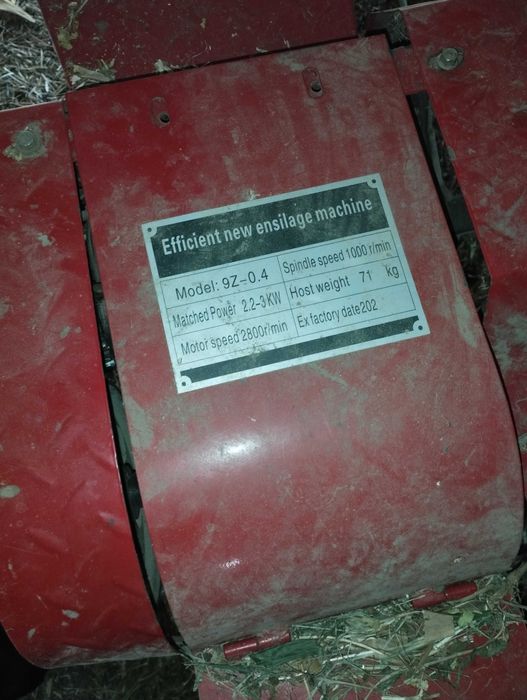 Efficient new ensilage machine
Model: 9Z-0.4 Spindle speed 1000 r/min
Matched Power 2.2-3KW Host weight 71 kg
Motor speed 2800r/min Ex factory date202